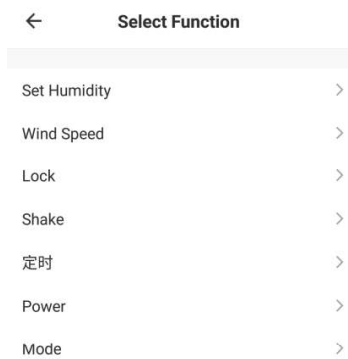 Select Function
Set Humidity
Wind Speed
Lock
Shake
定时
Power
Mode